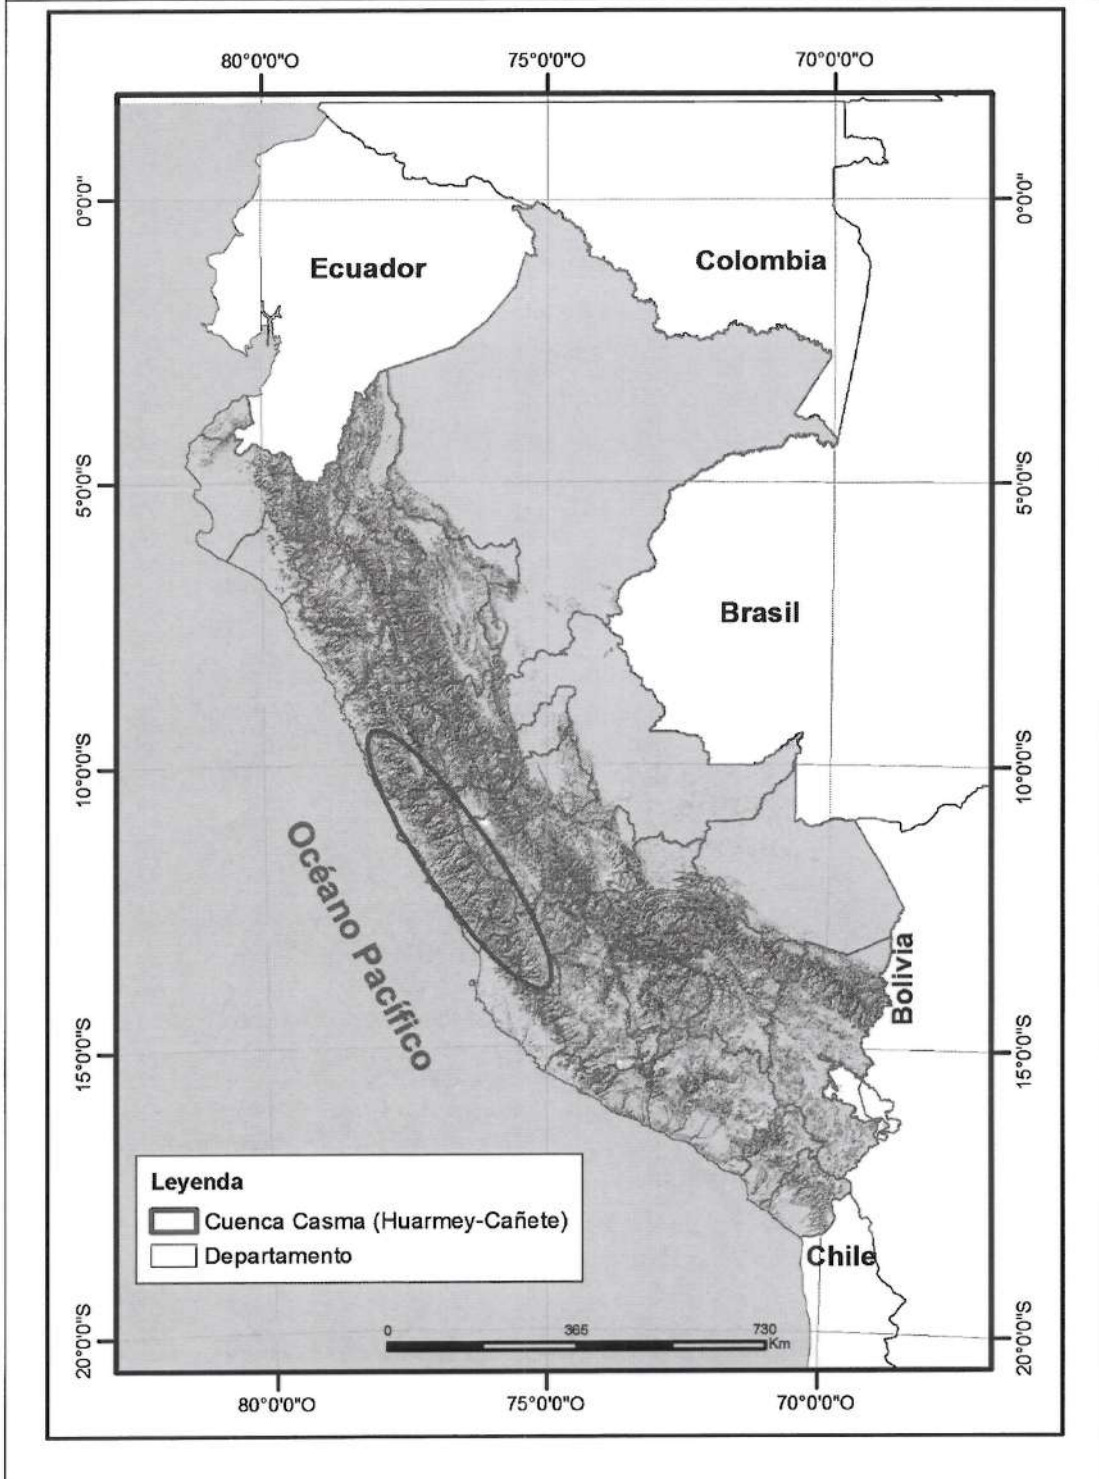 80°0'0"O 75°0'0"O 70°0'0"O
0°0'0"
0°0'0"
Ecuador
Colombia
5°0'0"S
5°0'0"S
Brasil
10°0'0"S
10°0'0"S
Océano Pacífico
Bolivia
15°0'0"S
15°0'0"S
Leyenda
Cuenca Casma (Huarmey-Cañete)
Departamento
Chile
0 365 730
Km
20°0'0"S
20°0'0"S
80°0'0"O 75°0'0"O 70°0'0"O